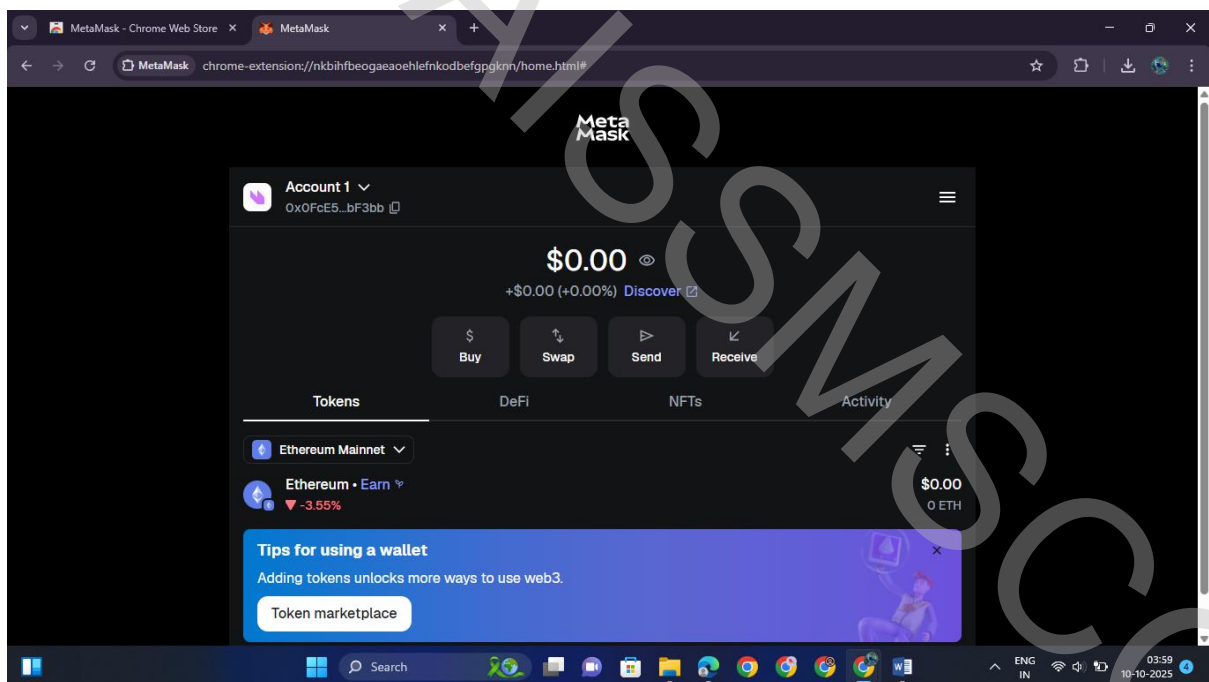 MetaMask - Chrome Web Store
MetaMask
MetaMask chrome-extension://nkbihfbeogaeaoehlefnkodbefgpgknn/home.html#
Meta
Mask
Account 1
0x0FcE5...bF3bb
$0.00
+$0.00 (+0.00%) Discover
$
Buy Swap Send Receive
Tokens DeFi NFTs Activity
Ethereum Mainnet
Ethereum • Earn $0.00
-3.55% 0 ETH
Tips for using a wallet
Adding tokens unlocks more ways to use web3.
Token marketplace
Search
ENG
IN
03:59
10-10-2025
4
AISSMSC